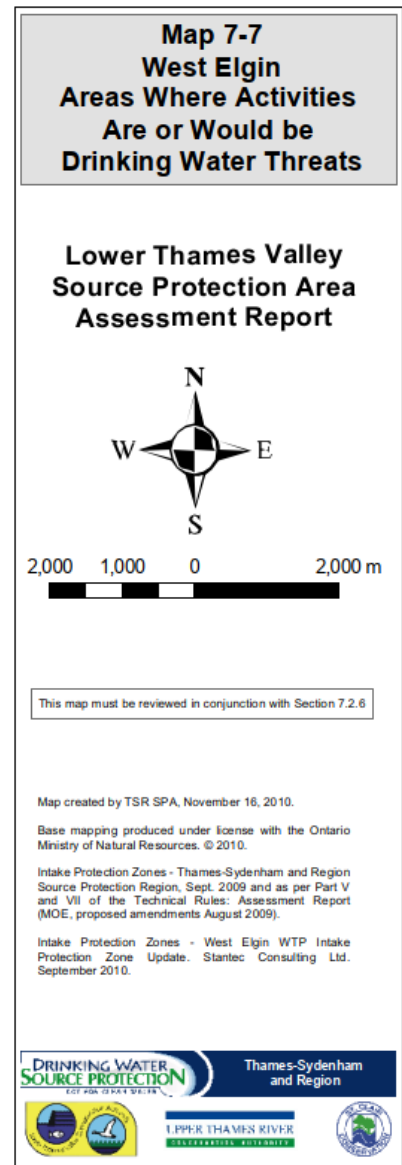 Map 7-7
West Elgin
Areas Where Activities
Are or Would be
Drinking Water Threats
Lower Thames Valley
Source Protection Area
Assessment Report
N
W E
S
2,000 1,000 0 2,000 m
This map must be reviewed in conjunction with Section 7.2.6
Map created by TSR SPA, November 16, 2010.
Base mapping produced under license with the Ontario
Ministry of Natural Resources. © 2010.
Intake Protection Zones - Thames-Sydenham and Region
Source Protection Region, Sept. 2009 and as per Part V
and VII of the Technical Rules: Assessment Report
(MOE, proposed amendments August 2009).
Intake Protection Zones - West Elgin WTP Intake
Protection Zone Update. Stantec Consulting Ltd.
September 2010.
DRINKING WATER
SOURCE PROTECTION
Thames-Sydenham
and Region
UPPER THAMES RIVER
CONSERVATION AUTHORITY
ST. CLAIR
CONSERVATION